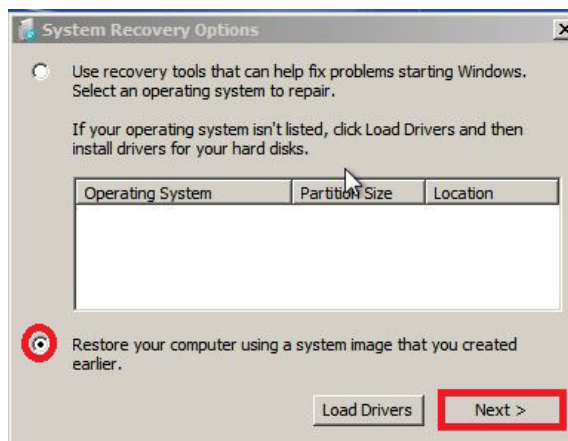 System Recovery Options
Use recovery tools that can help fix problems starting Windows.
Select an operating system to repair.
If your operating system isn't listed, click Load Drivers and then
install drivers for your hard disks.
Operating System Partition Size Location
Restore your computer using a system image that you created
earlier.
Load Drivers Next >